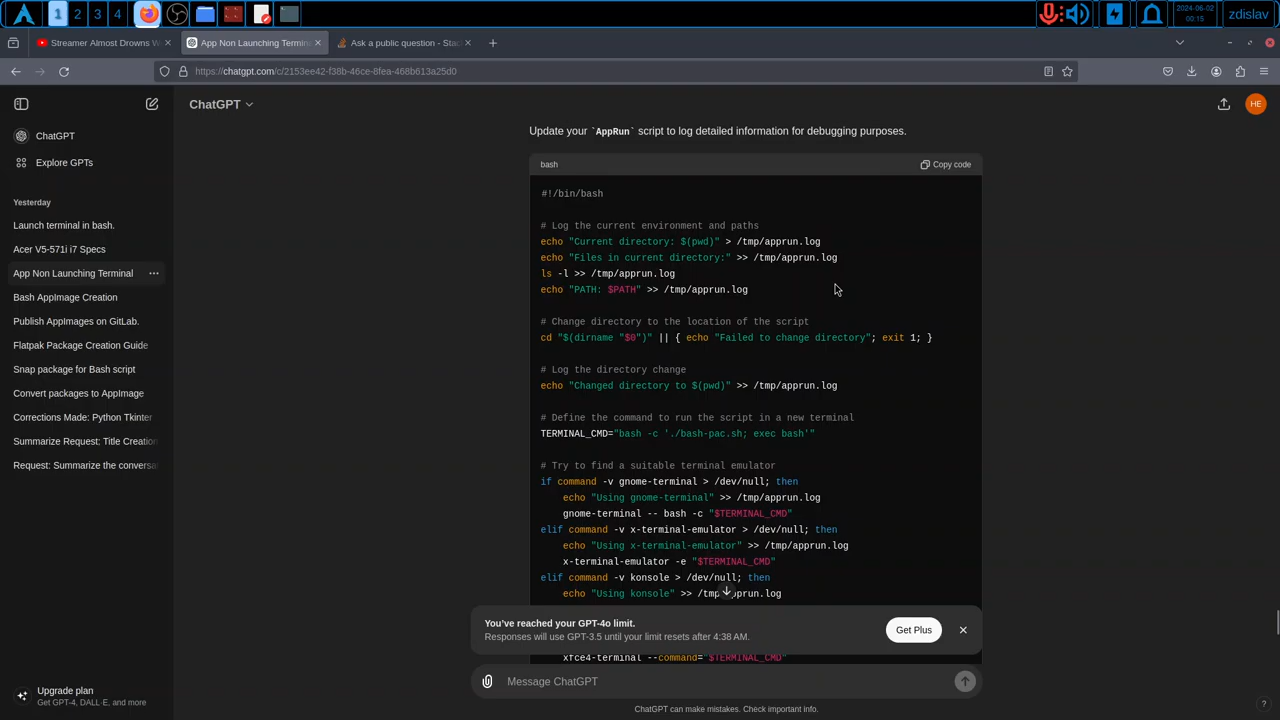 1
2
3
4
2024-06-02
00:15
zdislav
Streamer Almost Drowns W
App Non Launching Termin
Ask a public question - Stac
https://chatgpt.com/c/2153ee42-f38b-46ce-8fea-468b613a25d0
ChatGPT
HE
ChatGPT
Explore GPTs
Yesterday
Launch terminal in bash.
Acer V5-571i i7 Specs
App Non Launching Terminal
Bash AppImage Creation
Publish AppImages on GitLab.
Flatpak Package Creation Guide
Snap package for Bash script
Convert packages to AppImage
Corrections Made: Python Tkinter
Summarize Request: Title Creation
Request: Summarize the conversa
Upgrade plan
Get GPT-4, DALL·E, and more
Update your `AppRun` script to log detailed information for debugging purposes.
bash
Copy code
#!/bin/bash
# Log the current environment and paths
echo "Current directory: $(pwd)" > /tmp/apprun.log
echo "Files in current directory:" >> /tmp/apprun.log
ls -l >> /tmp/apprun.log
echo "PATH: $PATH" >> /tmp/apprun.log
# Change directory to the location of the script
cd "$(dirname "$0")" || { echo "Failed to change directory"; exit 1; }
# Log the directory change
echo "Changed directory to $(pwd)" >> /tmp/apprun.log
# Define the command to run the script in a new terminal
TERMINAL_CMD="bash -c './bash-pac.sh; exec bash'"
# Try to find a suitable terminal emulator
if command -v gnome-terminal > /dev/null; then
echo "Using gnome-terminal" >> /tmp/apprun.log
gnome-terminal -- bash -c "$TERMINAL_CMD"
elif command -v x-terminal-emulator > /dev/null; then
echo "Using x-terminal-emulator" >> /tmp/apprun.log
x-terminal-emulator -e "$TERMINAL_CMD"
elif command -v konsole > /dev/null; then
echo "Using konsole" >> /tmp/apprun.log
You've reached your GPT-4o limit.
Responses will use GPT-3.5 until your limit resets after 4:38 AM.
Get Plus
xfce4-terminal --command="$TERMINAL_CMD"
Message ChatGPT
ChatGPT can make mistakes. Check important info.
?